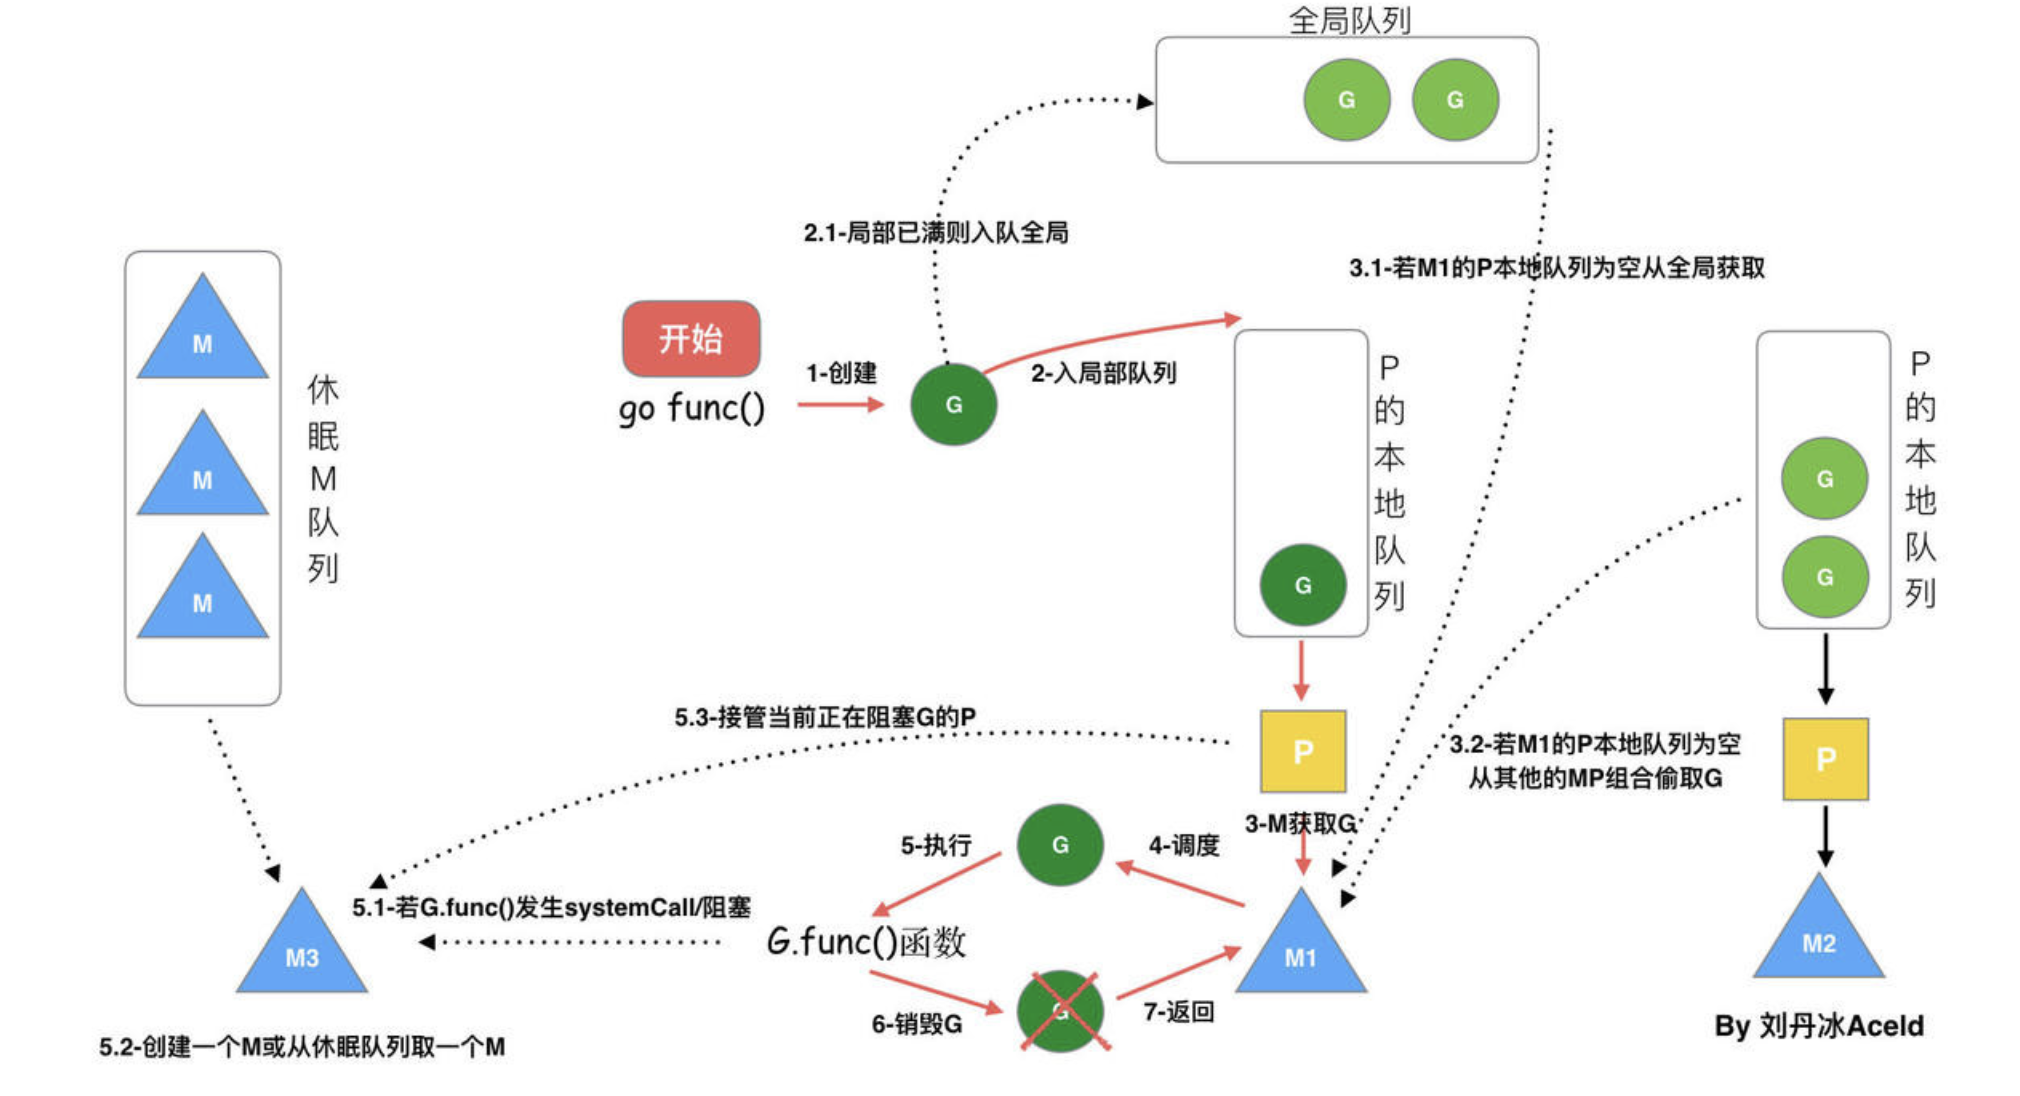 全局队列
G
G
2.1-局部已满则入队全局
3.1-若M1的P本地队列为空从全局获取
M
M
M
休眠M队列
开始
go func()
1-创建
G
2-入局部队列
G
P的本地队列
G
G
P的本地队列
5.3-接管当前正在阻塞G的P
P
3.2-若M1的P本地队列为空
从其他的MP组合偷取G
P
3-M获取G
5-执行
G
4-调度
5.1-若G.func()发生systemCall/阻塞
G.func()函数
M3
M1
M2
6-销毁G
G
7-返回
5.2-创建一个M或从休眠队列取一个M
By 刘丹冰Aceld